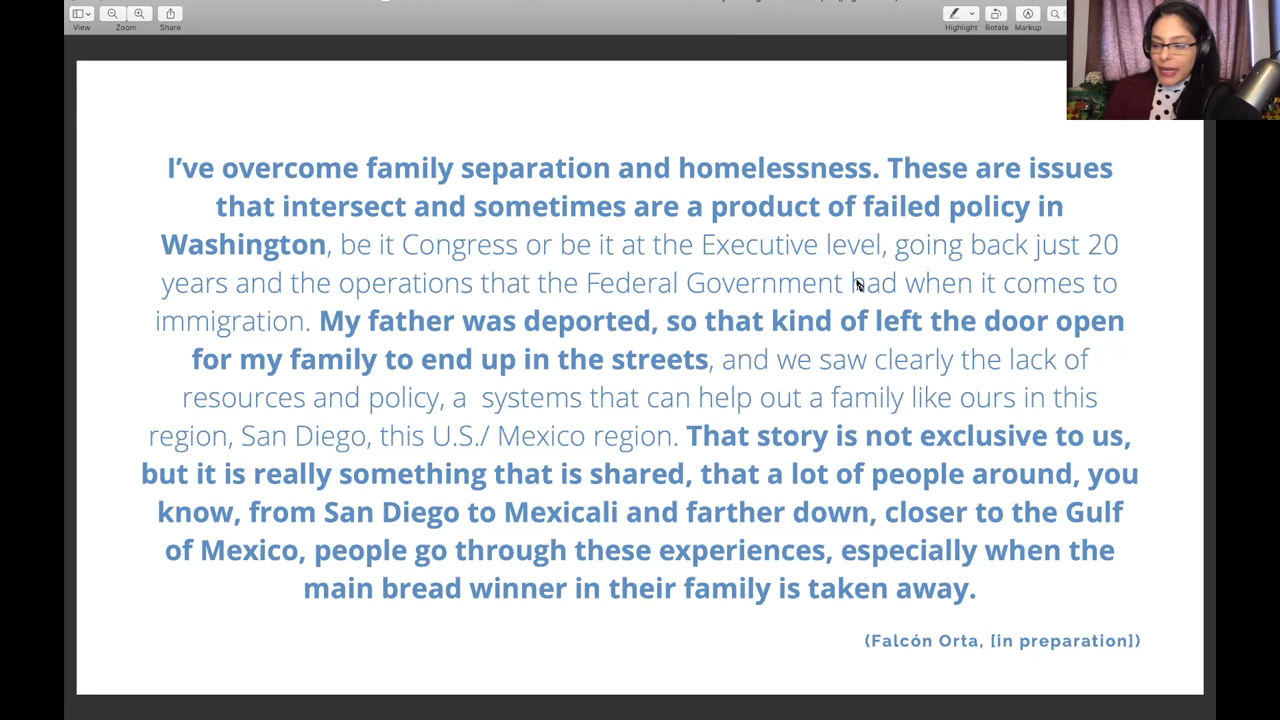 View
Zoom
Share
Highlight
Rotate
Markup
I’ve overcome family separation and homelessness. These are issues
that intersect and sometimes are a product of failed policy in
Washington, be it Congress or be it at the Executive level, going back just 20
years and the operations that the Federal Government had when it comes to
immigration. My father was deported, so that kind of left the door open
for my family to end up in the streets, and we saw clearly the lack of
resources and policy, a  systems that can help out a family like ours in this
region, San Diego, this U.S./ Mexico region. That story is not exclusive to us,
but it is really something that is shared, that a lot of people around, you
know, from San Diego to Mexicali and farther down, closer to the Gulf
of Mexico, people go through these experiences, especially when the
main bread winner in their family is taken away.
(Falcón Orta, [in preparation])